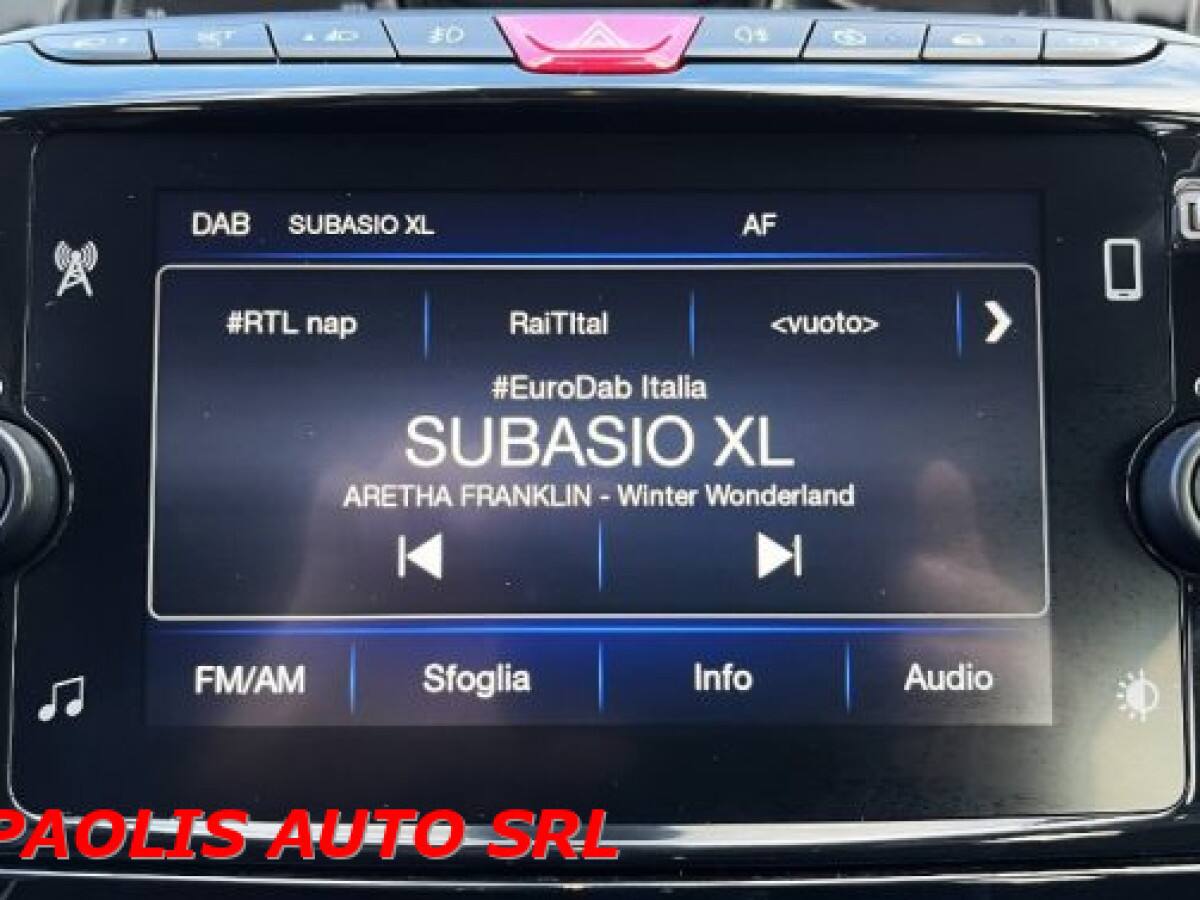 DAB SUBASIO XL AF
#RTL nap RaiTItal <vuoto>
#EuroDab Italia
SUBASIO XL
ARETHA FRANKLIN - Winter Wonderland
FM/AM Sfoglia Info Audio
PAOLIS AUTO SRL